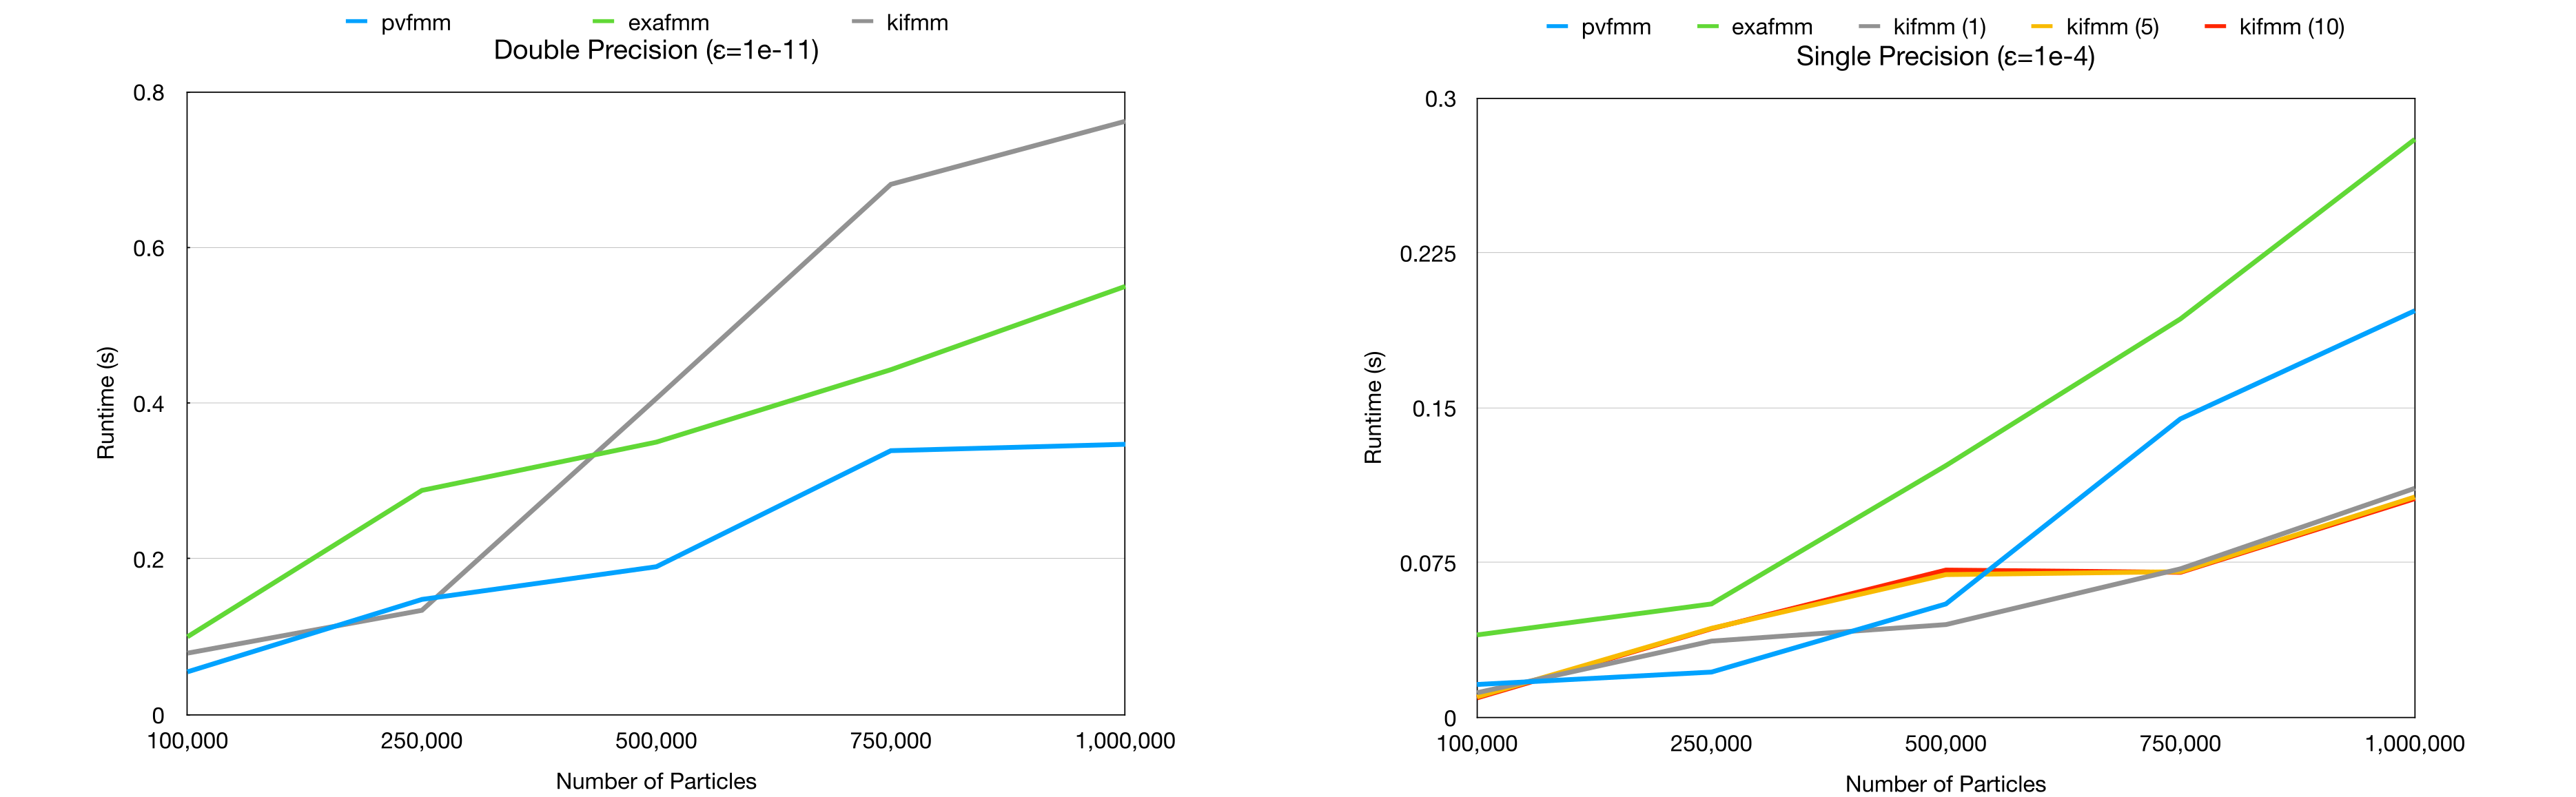 pvfmm exafmm kifmm
Double Precision (ε=1e-11)
0.8
0.6
0.4
0.2
0
Runtime (s)
100,000 250,000 500,000 750,000 1,000,000
Number of Particles
pvfmm exafmm kifmm (1) kifmm (5) kifmm (10)
Single Precision (ε=1e-4)
0.3
0.225
0.15
0.075
0
Runtime (s)
100,000 250,000 500,000 750,000 1,000,000
Number of Particles